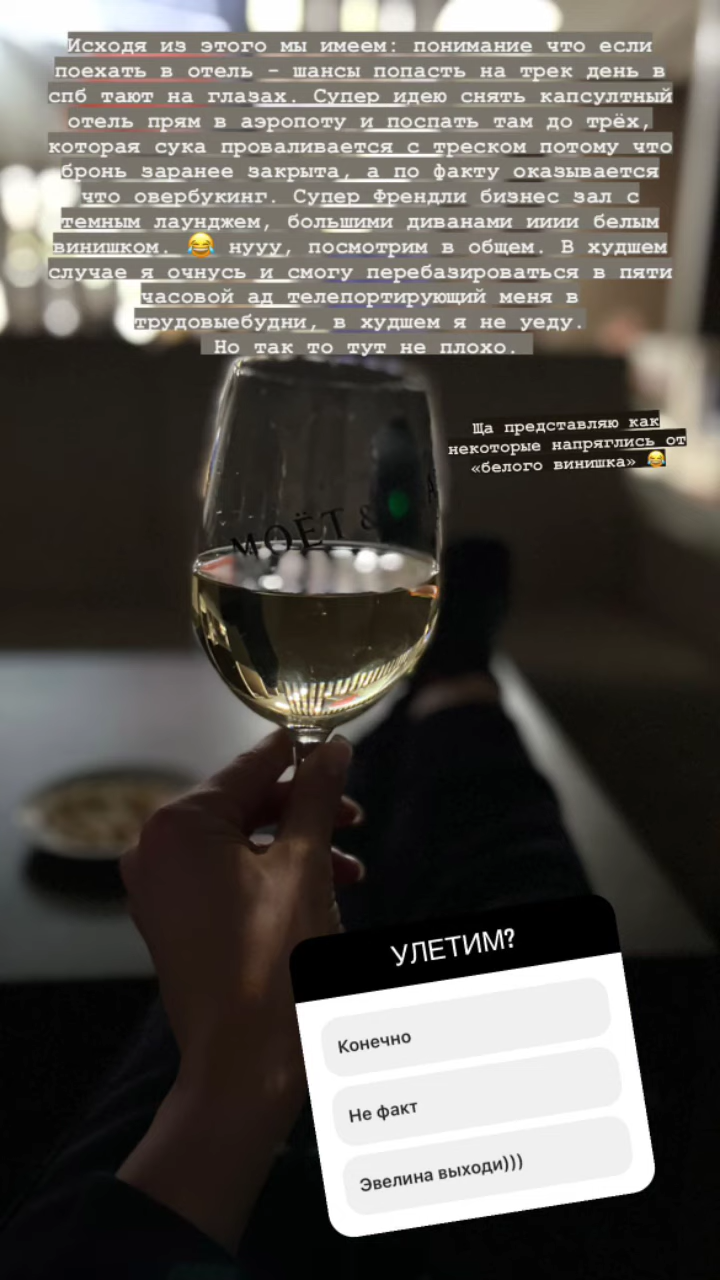 Исходя из этого мы имеем: понимание что если
поехать в отель - шансы попасть на трек день в
спб тают на глазах. Супер идею снять капсултный
отель прям в аэропоту и поспать там до трёх,
которая сука проваливается с треском потому что
бронь заранее закрыта, а по факту оказывается
что овербукинг. Супер Френдли бизнес зал с
темным лаунджем, большими диванами ииии белым
винишком. 😂 нууу, посмотрим в общем. В худшем
случае я очнусь и смогу перебазироваться в пяти
часовой ад телепортирующий меня в
трудовыебудни, в худшем я не уеду.
Но так то тут не плохо.
Ща представляю как
некоторые напряглись от
«белого винишка» 😂
MOËT &
УЛЕТИМ?
Конечно
Не факт
Эвелина выходи)))